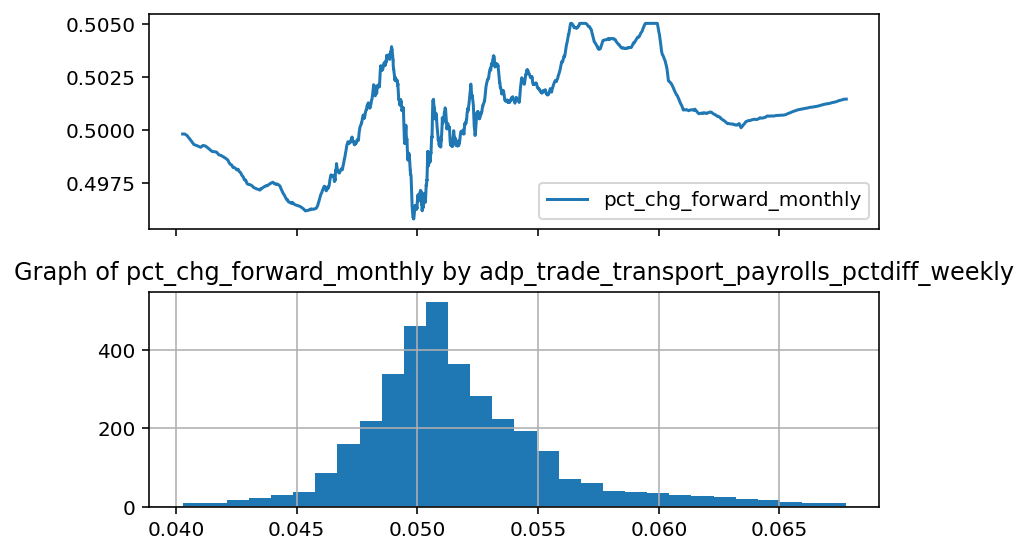 0.5050
0.5025
0.5000
0.4975
pct_chg_forward_monthly
Graph of pct_chg_forward_monthly by adp_trade_transport_payrolls_pctdiff_weekly
400
200
0
0.040 0.045 0.050 0.055 0.060 0.065